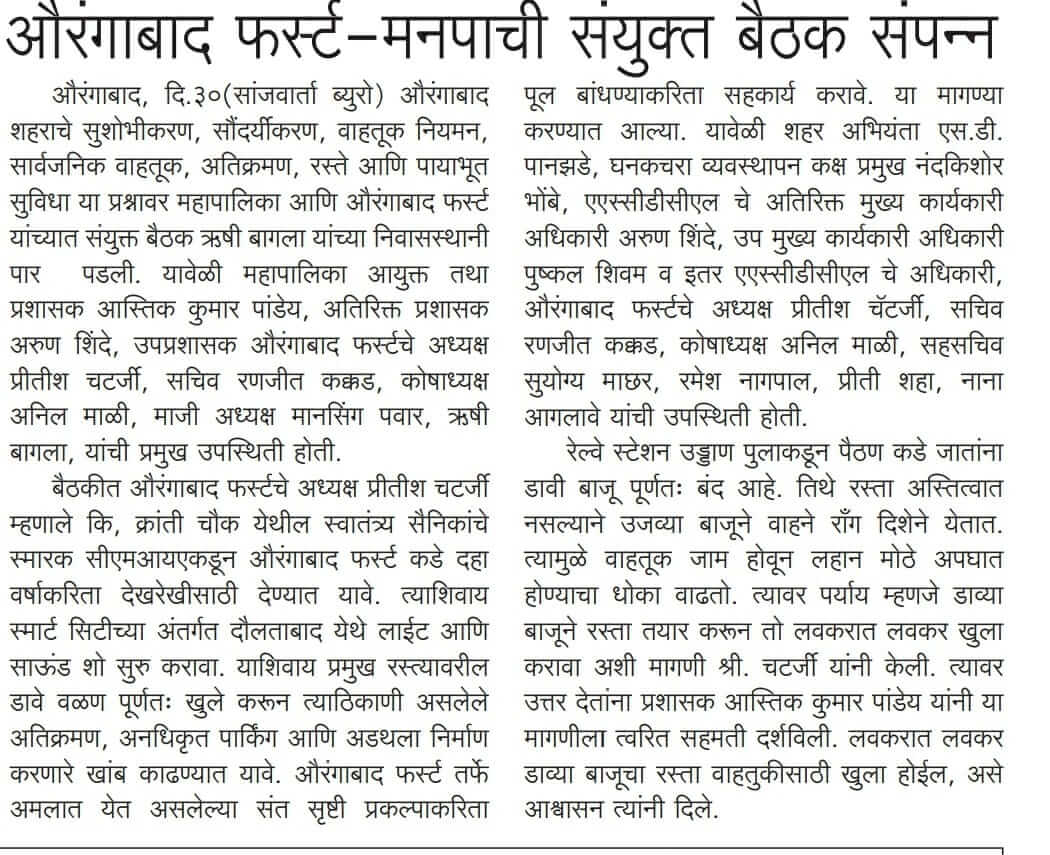 औरंगाबाद फर्स्ट-मनपाची संयुक्त बैठक संपन्न
औरंगाबाद, दि.३०(सांजवार्ता ब्युरो) औरंगाबाद
शहराचे सुशोभीकरण, सौंदर्यीकरण, वाहतूक नियमन,
सार्वजनिक वाहतूक, अतिक्रमण, रस्ते आणि पायाभूत
सुविधा या प्रश्नावर महापालिका आणि औरंगाबाद फर्स्ट
यांच्यात संयुक्त बैठक ऋषी बागला यांच्या निवासस्थानी
पार पडली. यावेळी महापालिका आयुक्त तथा
प्रशासक आस्तिक कुमार पांडेय, अतिरिक्त प्रशासक
अरुण शिंदे, उपप्रशासक औरंगाबाद फर्स्टचे अध्यक्ष
प्रीतीश चटर्जी, सचिव रणजीत कक्कड, कोषाध्यक्ष
अनिल माळी, माजी अध्यक्ष मानसिंग पवार, ऋषी
बागला, यांची प्रमुख उपस्थिती होती.
बैठकीत औरंगाबाद फर्स्टचे अध्यक्ष प्रीतीश चटर्जी
म्हणाले कि, क्रांती चौक येथील स्वातंत्र्य सैनिकांचे
स्मारक सीएमआयएकडून औरंगाबाद फर्स्ट कडे दहा
वर्षाकरिता देखरेखीसाठी देण्यात यावे. त्याशिवाय
स्मार्ट सिटीच्या अंतर्गत दौलताबाद येथे लाईट आणि
साऊंड शो सुरु करावा. याशिवाय प्रमुख रस्त्यावरील
डावे वळण पूर्णतः खुले करून त्याठिकाणी असलेले
अतिक्रमण, अनधिकृत पार्किंग आणि अडथला निर्माण
करणारे खांब काढण्यात यावे. औरंगाबाद फर्स्ट तर्फे
अमलात येत असलेल्या संत सृष्टी प्रकल्पाकरिता
पूल बांधण्याकरिता सहकार्य करावे. या मागण्या
करण्यात आल्या. यावेळी शहर अभियंता एस.डी.
पानझडे, घनकचरा व्यवस्थापन कक्ष प्रमुख नंदकिशोर
भोंबे, एएस्सीडीसीएल चे अतिरिक्त मुख्य कार्यकारी
अधिकारी अरुण शिंदे, उप मुख्य कार्यकारी अधिकारी
पुष्कल शिवम व इतर एएस्सीडीसीएल चे अधिकारी,
औरंगाबाद फर्स्टचे अध्यक्ष प्रीतीश चॅटर्जी, सचिव
रणजीत कक्कड, कोषाध्यक्ष अनिल माळी, सहसचिव
सुयोग्य माछर, रमेश नागपाल, प्रीती शहा, नाना
आगलावे यांची उपस्थिती होती.
रेल्वे स्टेशन उड्डाण पुलाकडून पैठण कडे जातांना
डावी बाजू पूर्णतः बंद आहे. तिथे रस्ता अस्तित्वात
नसल्याने उजव्या बाजूने वाहने राँग दिशेने येतात.
त्यामुळे वाहतूक जाम होवून लहान मोठे अपघात
होण्याचा धोका वाढतो. त्यावर पर्याय म्हणजे डाव्या
बाजूने रस्ता तयार करून तो लवकरात लवकर खुला
करावा अशी मागणी श्री. चटर्जी यांनी केली. त्यावर
उत्तर देतांना प्रशासक आस्तिक कुमार पांडेय यांनी या
मागणीला त्वरित सहमती दर्शविली. लवकरात लवकर
डाव्या बाजूचा रस्ता वाहतुकीसाठी खुला होईल, असे
आश्वासन त्यांनी दिले.